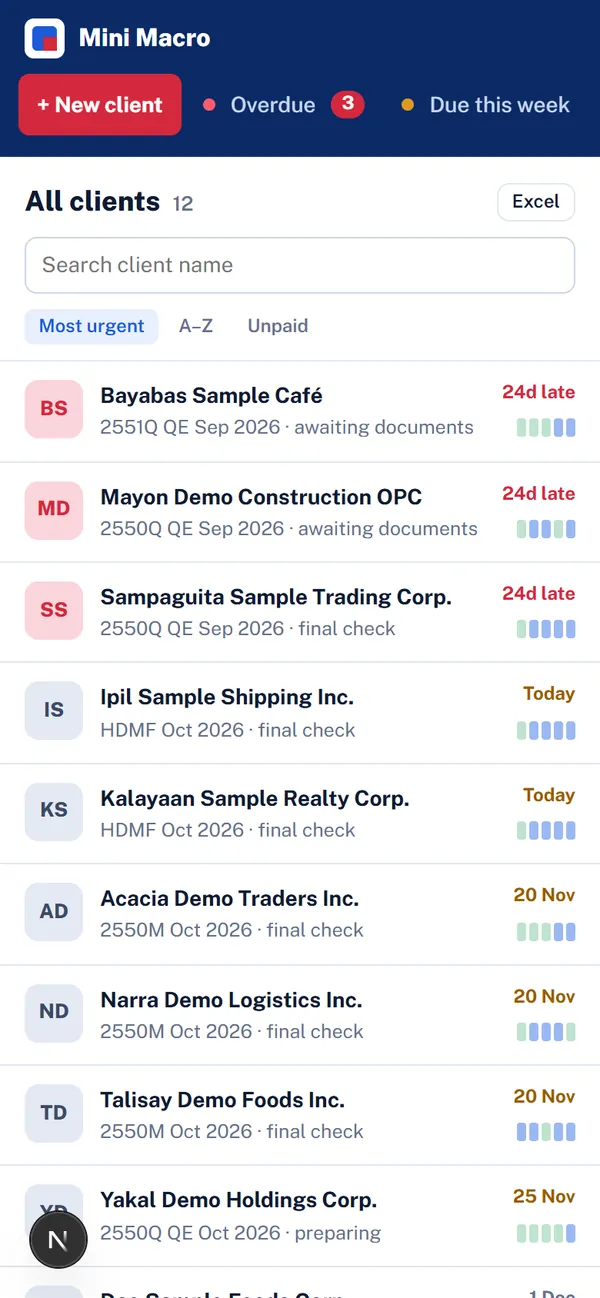 Mini Macro
+ New client
Overdue 3
Due this week
All clients 12
Excel
Search client name
Most urgent
A–Z
Unpaid
BS
Bayabas Sample Café
24d late
2551Q QE Sep 2026 · awaiting documents
MD
Mayon Demo Construction OPC
24d late
2550Q QE Sep 2026 · awaiting documents
SS
Sampaguita Sample Trading Corp.
24d late
2550Q QE Sep 2026 · final check
IS
Ipil Sample Shipping Inc.
Today
HDMF Oct 2026 · final check
KS
Kalayaan Sample Realty Corp.
Today
HDMF Oct 2026 · final check
AD
Acacia Demo Traders Inc.
20 Nov
2550M Oct 2026 · final check
ND
Narra Demo Logistics Inc.
20 Nov
2550M Oct 2026 · final check
TD
Talisay Demo Foods Inc.
20 Nov
2550M Oct 2026 · final check
YD
Yakal Demo Holdings Corp.
25 Nov
2550Q QE Oct 2026 · preparing
N
1 Dec